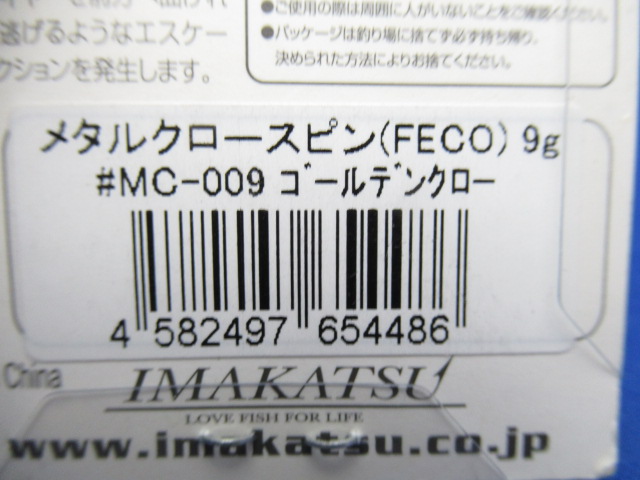 逃げるようなエスケー
クションを発生します。
●ご使用の際は周囲に人がいないことをご確認ください。
●パッケージは釣り場に捨てず必ず持ち帰り、
決められた方法によりお捨てください。
メタルクロースピン(FECO) 9g
#MC-009 ゴールデンクロー
4 582497 654486
China
IMAKATSU
LOVE FISH FOR LIFE
www.imakatsu.co.jp